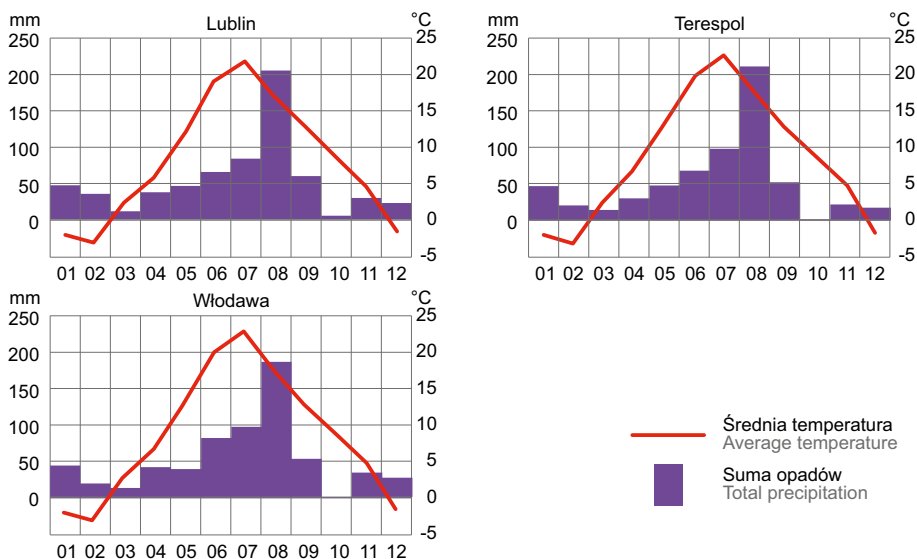 mm Lublin °C
250 25
200 20
150 15
100 10
50 5
0 0
-5
01 02 03 04 05 06 07 08 09 10 11 12
mm Terespol °C
250 25
200 20
150 15
100 10
50 5
0 0
-5
01 02 03 04 05 06 07 08 09 10 11 12
mm Włodawa °C
250 25
200 20
150 15
100 10
50 5
0 0
-5
01 02 03 04 05 06 07 08 09 10 11 12
Średnia temperatura
Average temperature
Suma opadów
Total precipitation